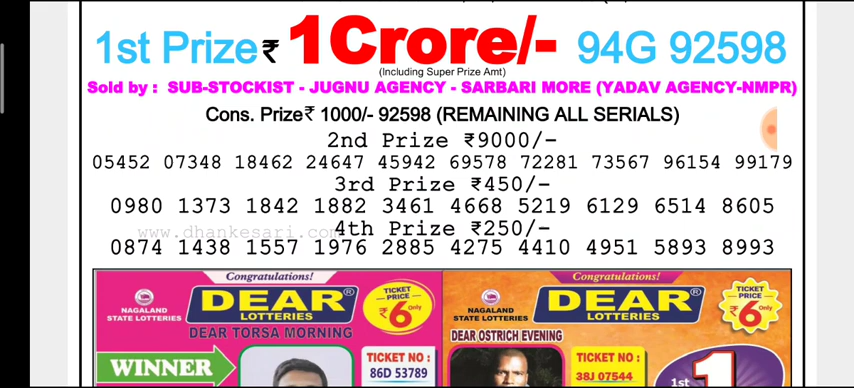 1st Prize ₹ 1Crore/- 94G 92598
(Including Super Prize Amt)
Sold by : SUB-STOCKIST - JUGNU AGENCY - SARBARI MORE (YADAV AGENCY-NMPR)
Cons. Prize₹ 1000/- 92598 (REMAINING ALL SERIALS)
2nd Prize ₹9000/-
05452 07348 18462 24647 45942 69578 72281 73567 96154 99179
3rd Prize ₹450/-
0980 1373 1842 1882 3461 4668 5219 6129 6514 8605
www.dhankesari.com
4th Prize ₹250/-
0874 1438 1557 1976 2885 4275 4410 4951 5893 8993
Congratulations!
NAGALAND
STATE LOTTERIES
DEAR®
LOTTERIES
TICKET
PRICE
₹6 Only
DEAR TORSA MORNING
WINNER
TICKET NO :
86D 53789
Congratulations!
NAGALAND
STATE LOTTERIES
DEAR®
LOTTERIES
TICKET
PRICE
₹6 Only
DEAR OSTRICH EVENING
TICKET NO :
38J 07544
1st
1